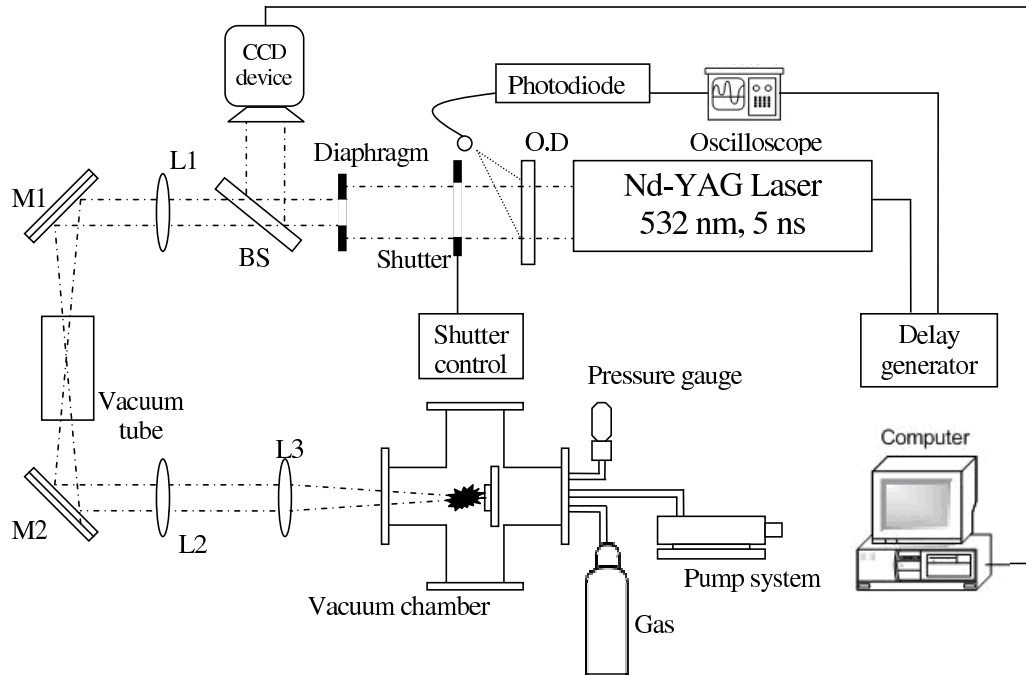 CCD
device
Photodiode
Oscilloscope
O.D
Diaphragm
L1
M1
Nd-YAG Laser
532 nm, 5 ns
BS
Shutter
Shutter
control
Delay
generator
Pressure gauge
Vacuum
tube
Computer
L3
M2
L2
Pump system
Vacuum chamber
Gas